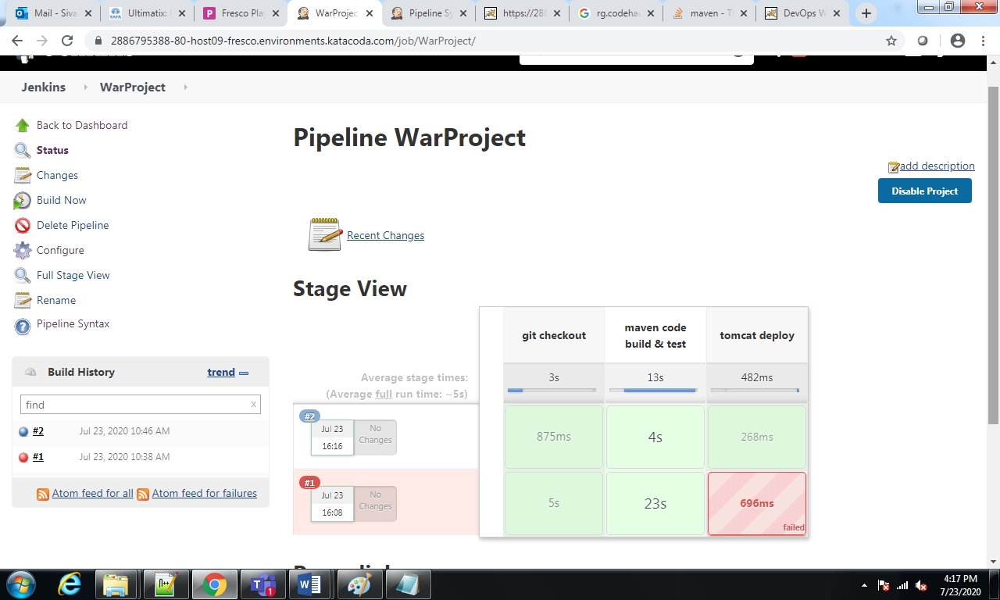 Mail - Siva
Ultimatix:
Fresco Pla
WarProjec
Pipeline Sy
https://288
rg.codeha
maven - T
DevOps W
2886795388-80-host09-fresco.environments.katacoda.com/job/WarProject/
Jenkins
WarProject
Back to Dashboard
Status
Changes
Build Now
Delete Pipeline
Configure
Full Stage View
Rename
Pipeline Syntax
Build History
trend
find
x
#2
Jul 23, 2020 10:46 AM
#1
Jul 23, 2020 10:38 AM
Atom feed for all
Atom feed for failures
Pipeline WarProject
add description
Disable Project
Recent Changes
Stage View
git checkout
maven code
build & test
tomcat deploy
Average stage times:
(Average full run time: ~5s)
3s
13s
482ms
#2
Jul 23
16:16
No
Changes
875ms
4s
268ms
#1
Jul 23
16:08
No
Changes
5s
23s
696ms
failed
4:17 PM
7/23/2020